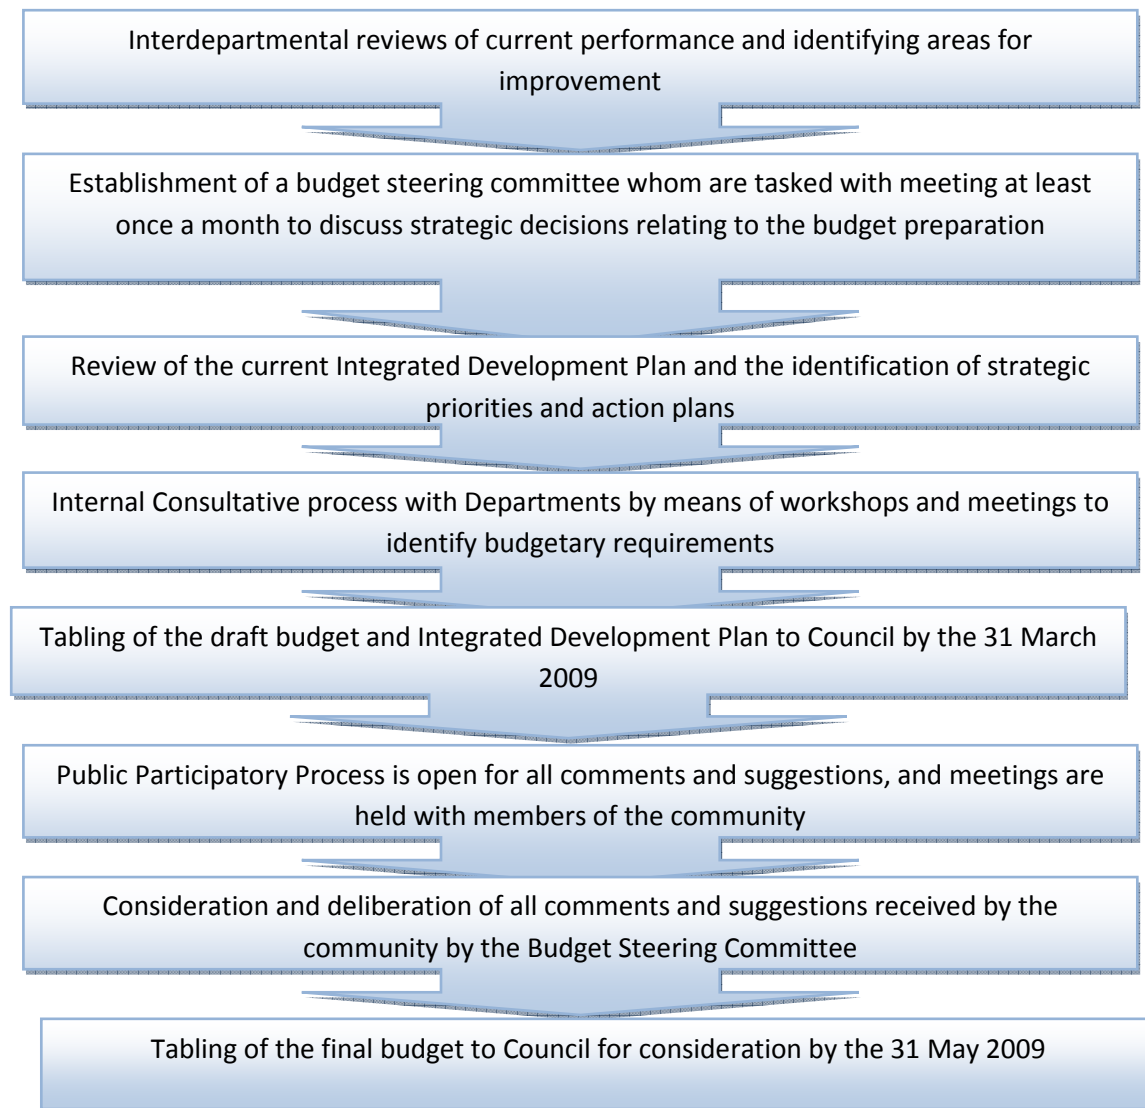 Interdepartmental reviews of current performance and identifying areas for
improvement
Establishment of a budget steering committee whom are tasked with meeting at least
once a month to discuss strategic decisions relating to the budget preparation
Review of the current Integrated Development Plan and the identification of strategic
priorities and action plans
Internal Consultative process with Departments by means of workshops and meetings to
identify budgetary requirements
Tabling of the draft budget and Integrated Development Plan to Council by the 31 March
2009
Public Participatory Process is open for all comments and suggestions, and meetings are
held with members of the community
Consideration and deliberation of all comments and suggestions received by the
community by the Budget Steering Committee
Tabling of the final budget to Council for consideration by the 31 May 2009